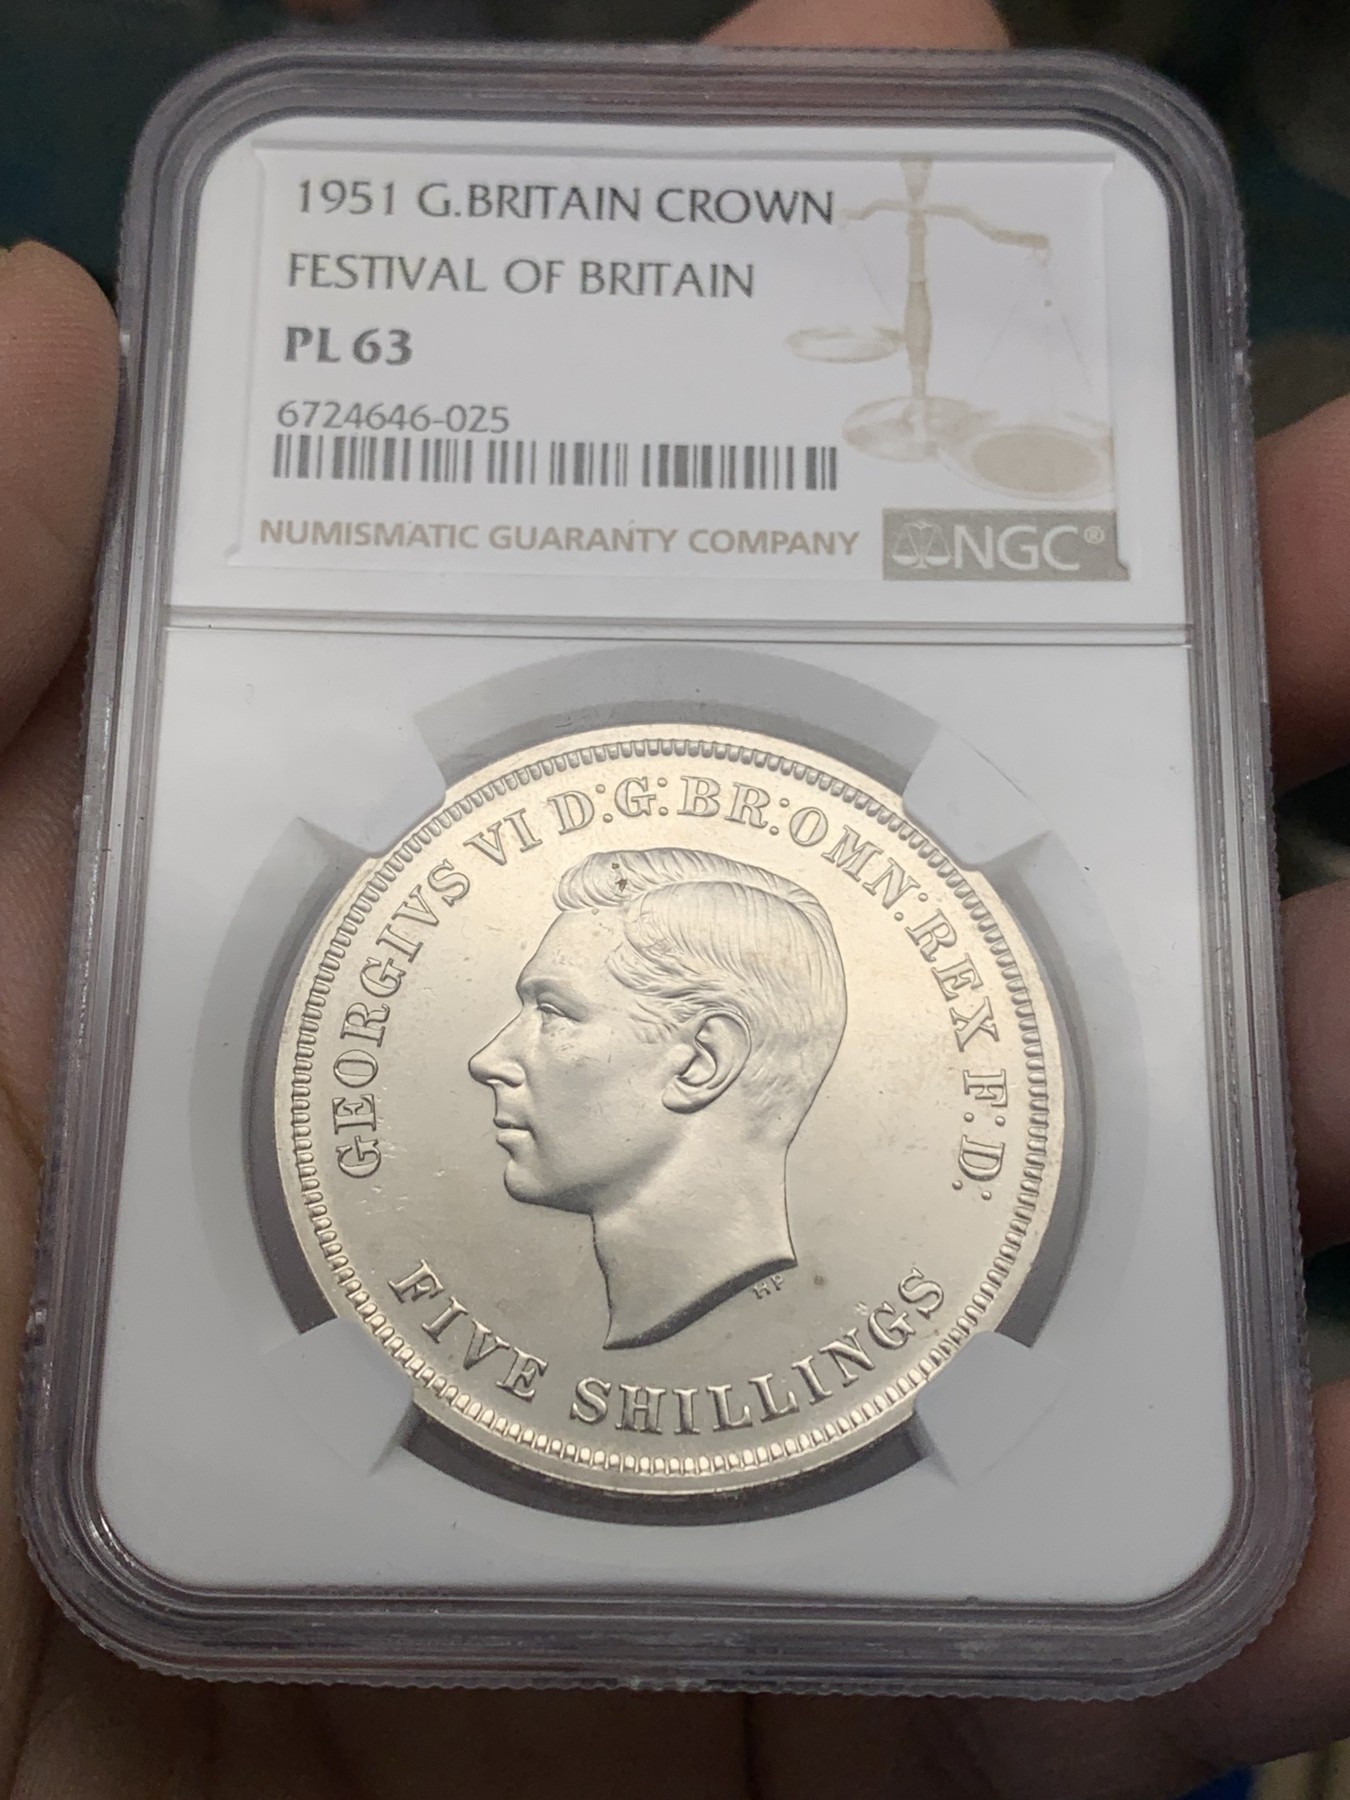 1951 G.BRITAIN CROWN
FESTIVAL OF BRITAIN
PL 63
6724646-025
NUMISMATIC GUARANTY COMPANY
NGC®
GEORGIVS VI D:G:BR:OMN:REX F:D:
HP
FIVE SHILLINGS